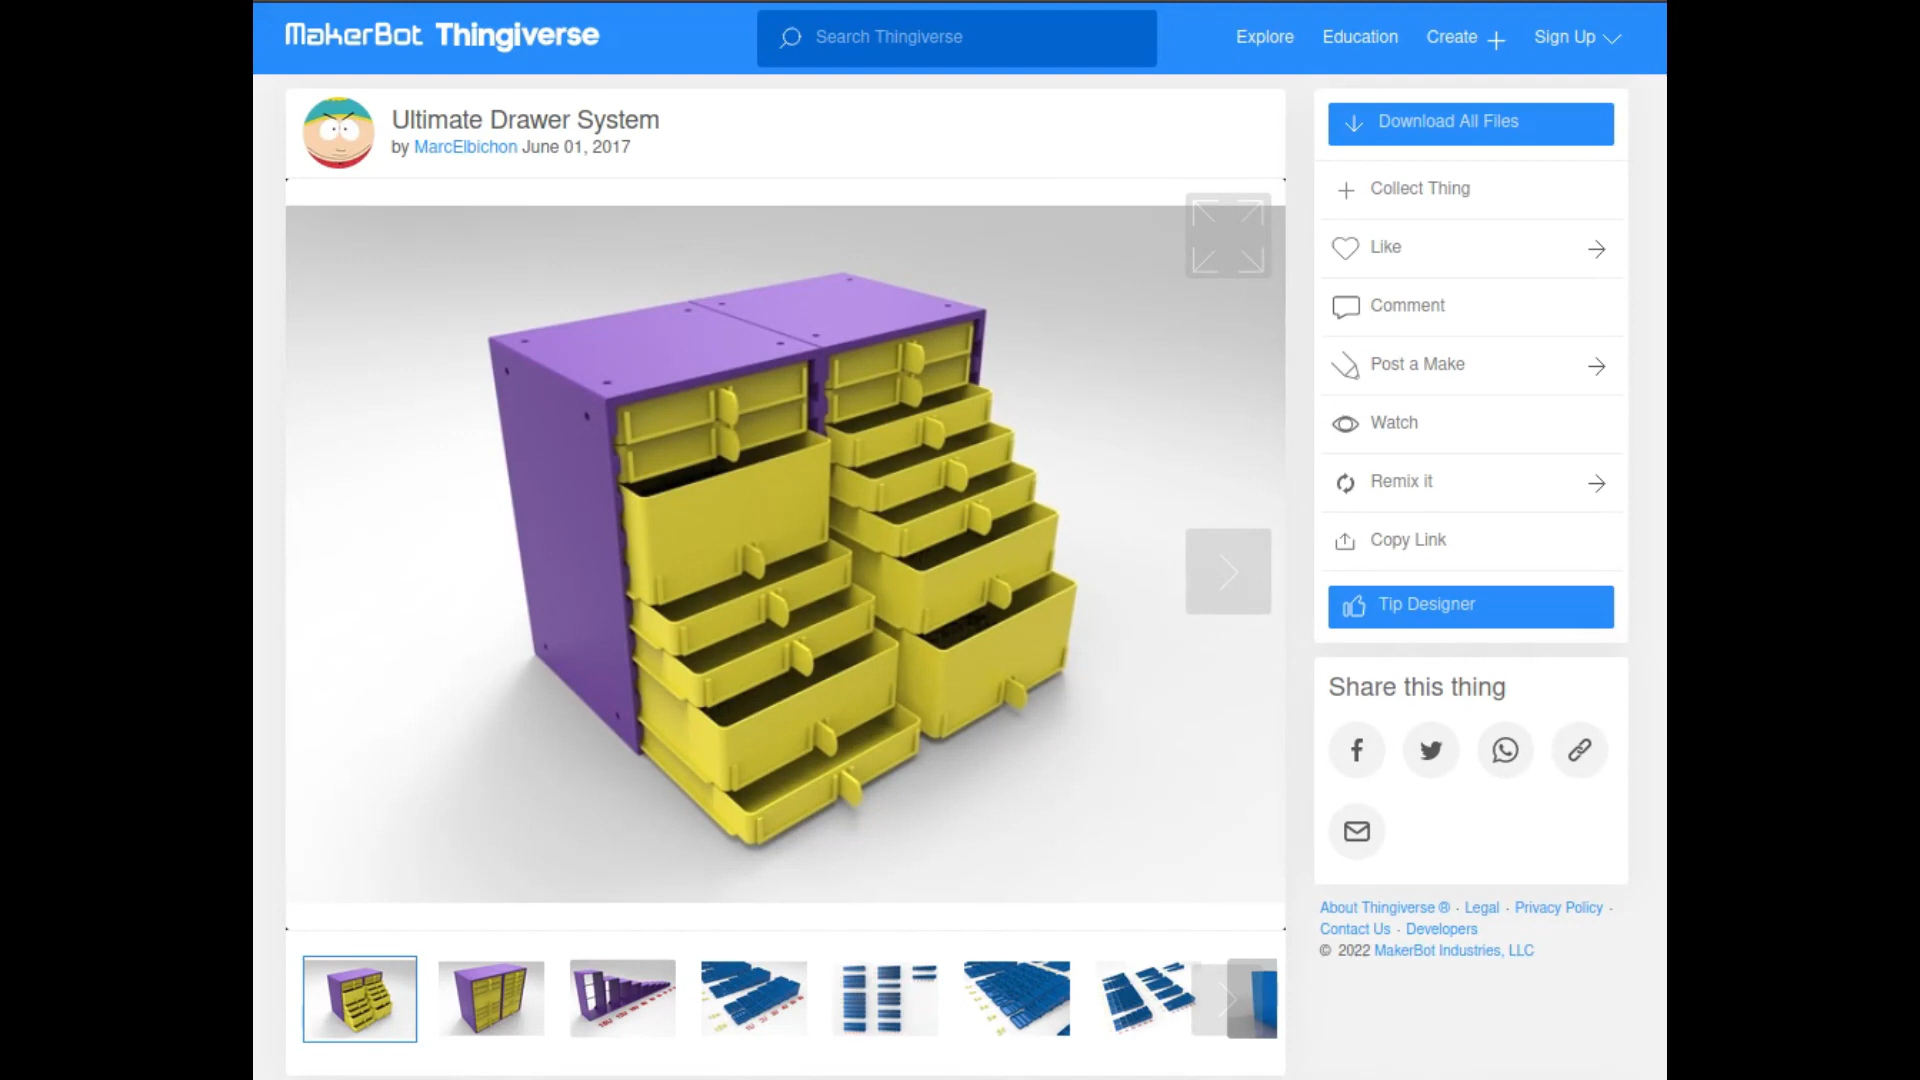 MakerBot Thingiverse
Search Thingiverse
Explore
Education
Create
Sign Up
Ultimate Drawer System
by MarcElbichon June 01, 2017
Download All Files
Collect Thing
Like
Comment
Post a Make
Watch
Remix it
Copy Link
Tip Designer
Share this thing
About Thingiverse ® · Legal · Privacy Policy ·
Contact Us · Developers
© 2022 MakerBot Industries, LLC